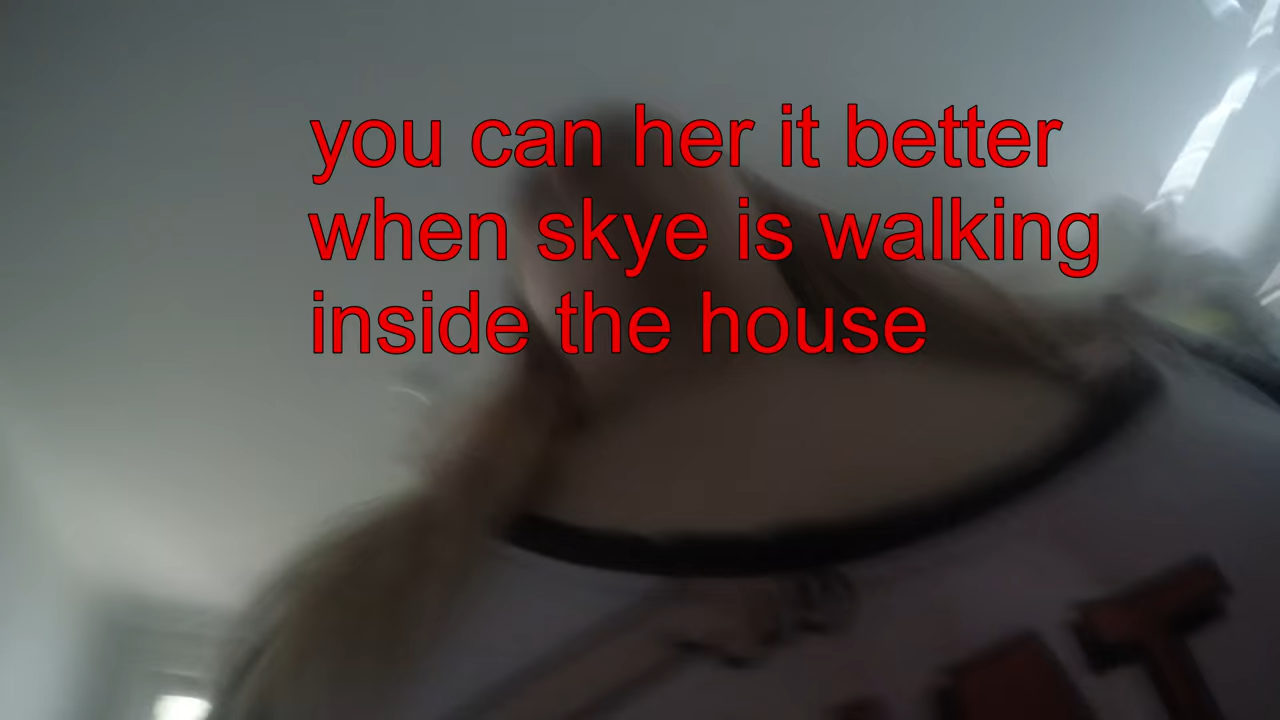 you can her it better
when skye is walking
inside the house